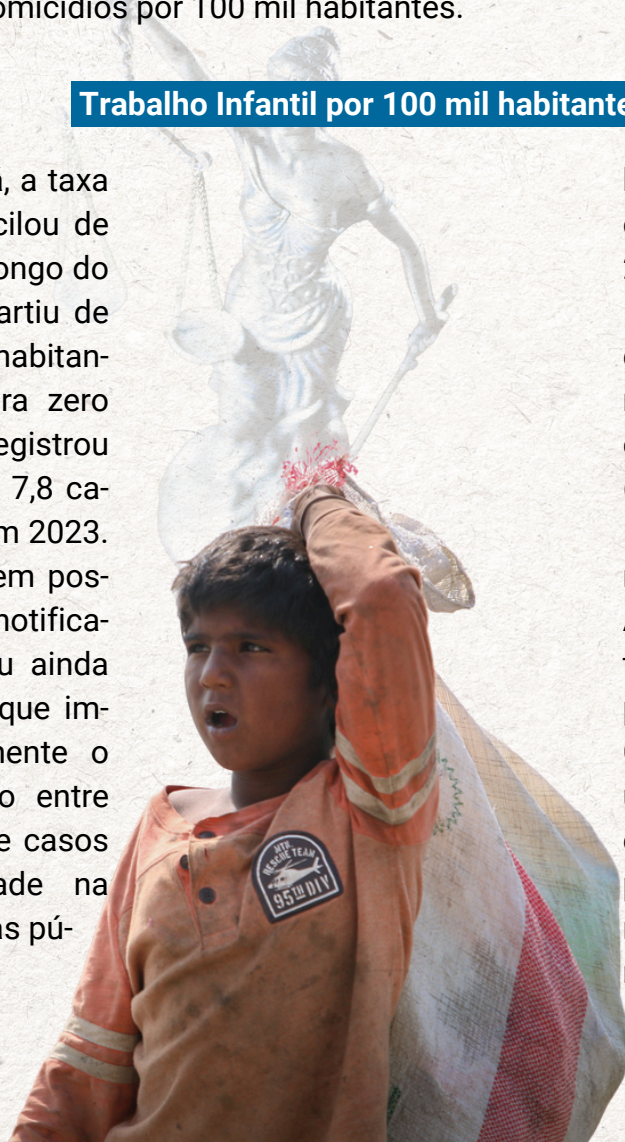 omicídios por 100 mil habitantes.
Trabalho Infantil por 100 mil habitante
a, a taxa
cilou de
ongo do
artiu de
habitan-
ra zero
egistrou
7,8 ca-
m 2023.
em pos-
notifica-
u ainda
que im-
mente o
o entre
e casos
ade na
as pú-
MTN.
RESCUE TEAM
95TH DIV